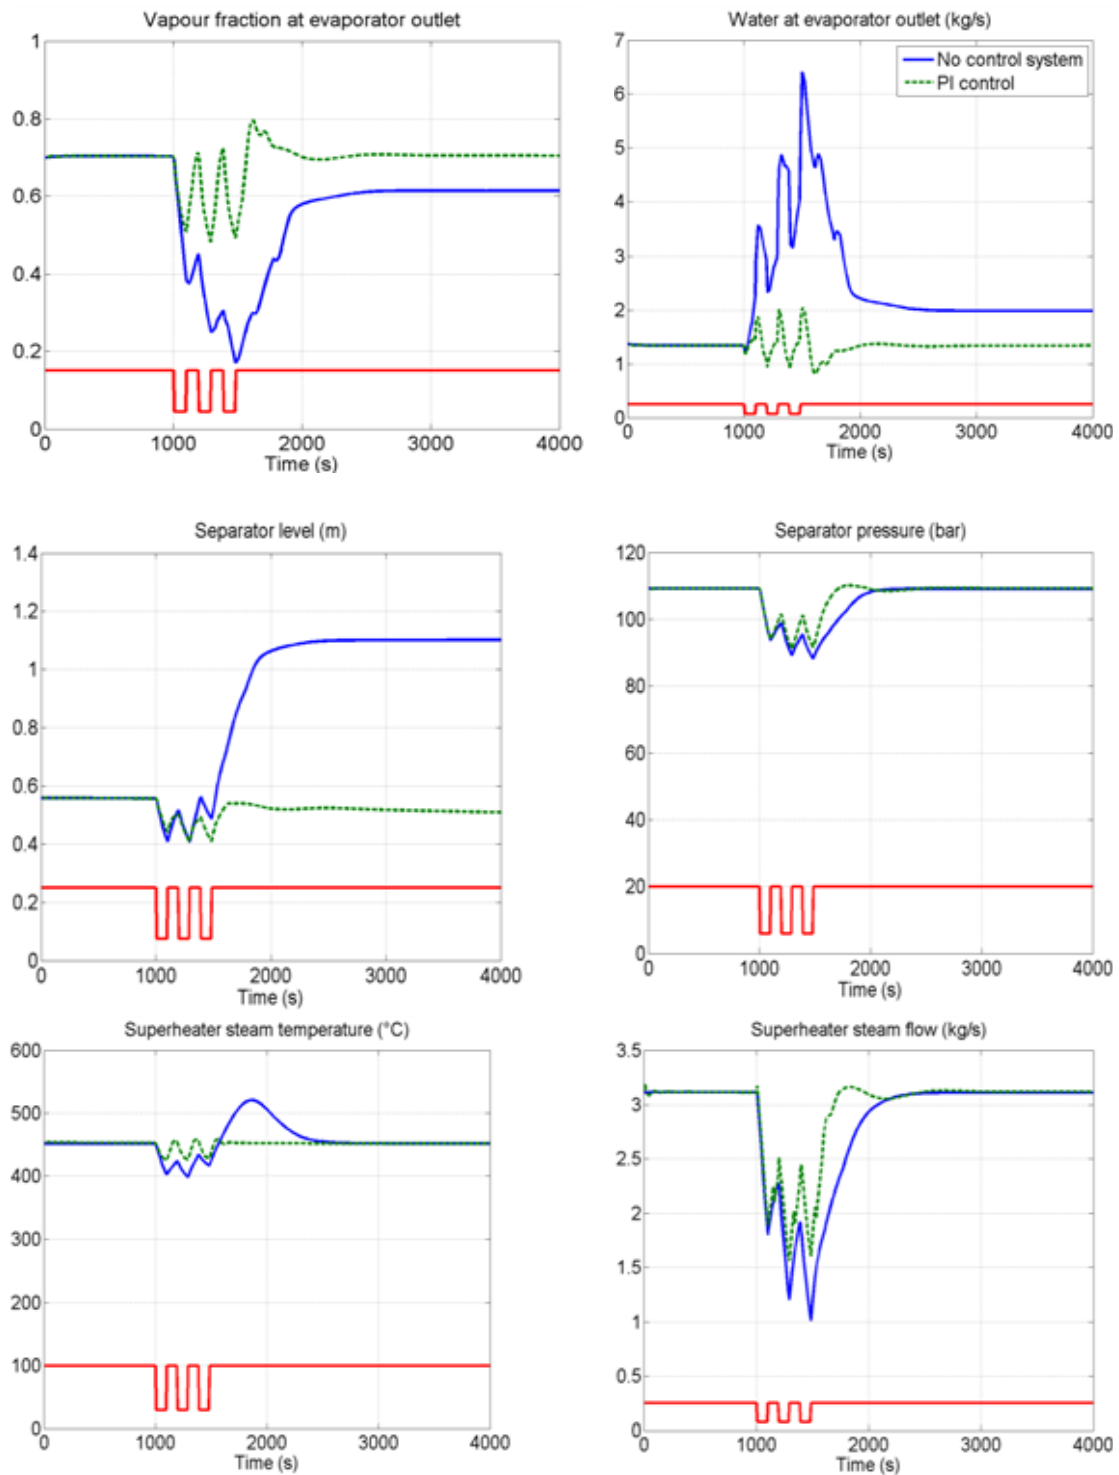 Vapour fraction at evaporator outlet
1
0.8
0.6
0.4
0.2
0
0 1000 2000 3000 4000
Time (s)
Water at evaporator outlet (kg/s)
7
6
5
4
3
2
1
0
No control system
PI control
0 1000 2000 3000 4000
Time (s)
Separator level (m)
1.4
1.2
1
0.8
0.6
0.4
0.2
0
0 1000 2000 3000 4000
Time (s)
Separator pressure (bar)
120
100
80
60
40
20
0
0 1000 2000 3000 4000
Time (s)
Superheater steam temperature (°C)
600
500
400
300
200
100
0
0 1000 2000 3000 4000
Time (s)
Superheater steam flow (kg/s)
3.5
3
2.5
2
1.5
1
0.5
0
0 1000 2000 3000 4000
Time (s)